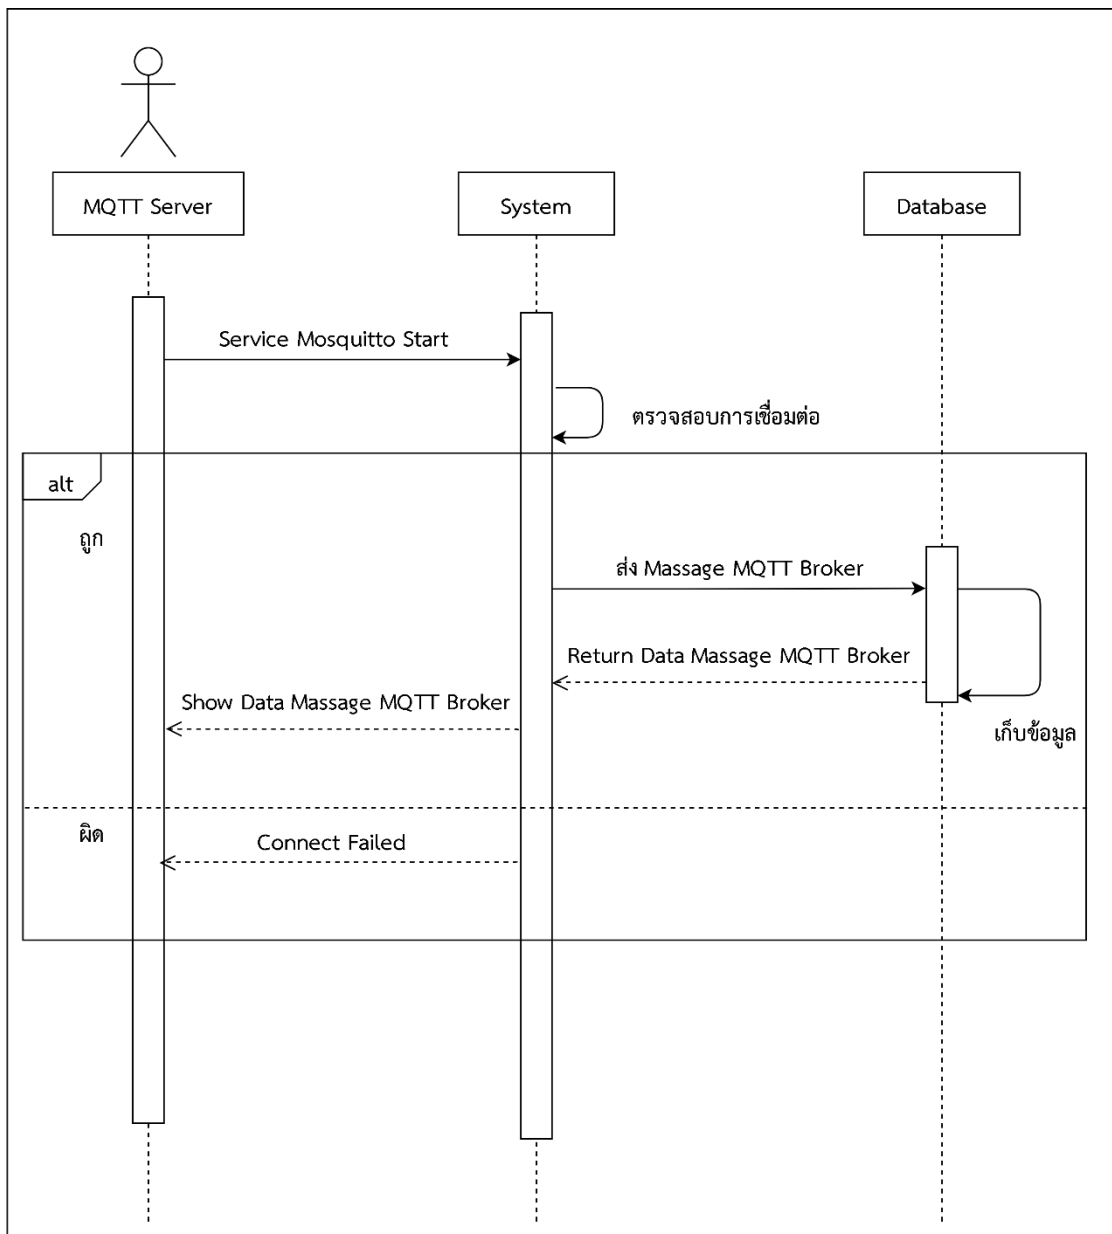 MQTT Server
System
Database
Service Mosquitto Start
ตรวจสอบการเชื่อมต่อ
alt
ถูก
ส่ง Massage MQTT Broker
Return Data Massage MQTT Broker
Show Data Massage MQTT Broker
เก็บข้อมูล
ผิด
Connect Failed